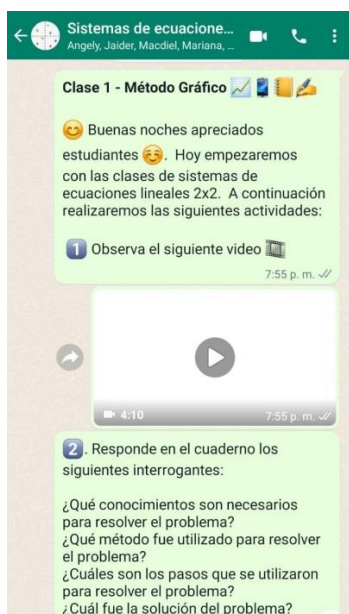 Sistemas de ecuacione...
Angely, Jaider, Macdiel, Mariana, ...
Clase 1 - Método Gráfico
Buenas noches apreciados
estudiantes. Hoy empezaremos
con las clases de sistemas de
ecuaciones lineales 2x2. A continuación
realizaremos las siguientes actividades:
1 Observa el siguiente video
7:55 p. m.
4:10
7:55 p. m.
2. Responde en el cuaderno los
siguientes interrogantes:
¿Qué conocimientos son necesarios
para resolver el problema?
¿Qué método fue utilizado para resolver
el problema?
¿Cuáles son los pasos que se utilizaron
para resolver el problema?
¿Cuál fue la solución del problema?